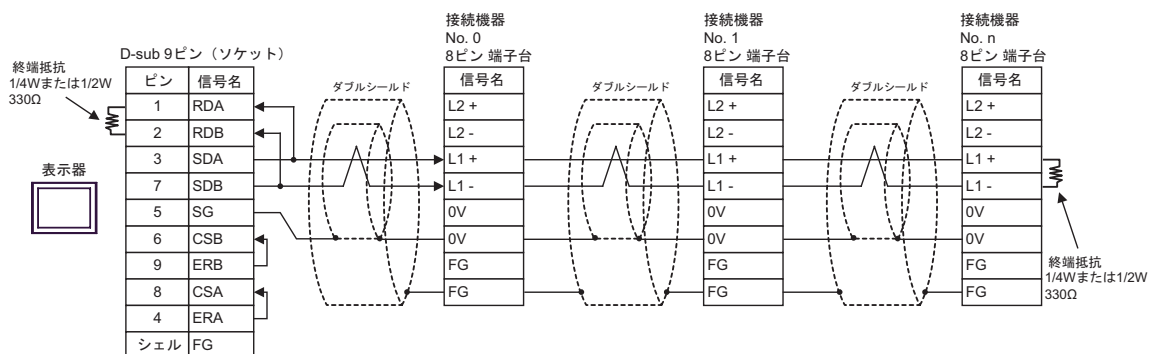 接続機器
No. 0
8ピン 端子台
接続機器
No. 1
8ピン 端子台
接続機器
No. n
8ピン 端子台
D-sub 9ピン（ソケット）
終端抵抗
1/4Wまたは1/2W
330Ω
表示器
ピン 信号名
1 RDA
2 RDB
3 SDA
7 SDB
5 SG
6 CSB
9 ERB
8 CSA
4 ERA
シェル FG
ダブルシールド
信号名
L2 +
L2 -
L1 +
L1 -
0V
0V
FG
FG
ダブルシールド
信号名
L2 +
L2 -
L1 +
L1 -
0V
0V
FG
FG
ダブルシールド
信号名
L2 +
L2 -
L1 +
L1 -
0V
0V
FG
FG
終端抵抗
1/4Wまたは1/2W
330Ω